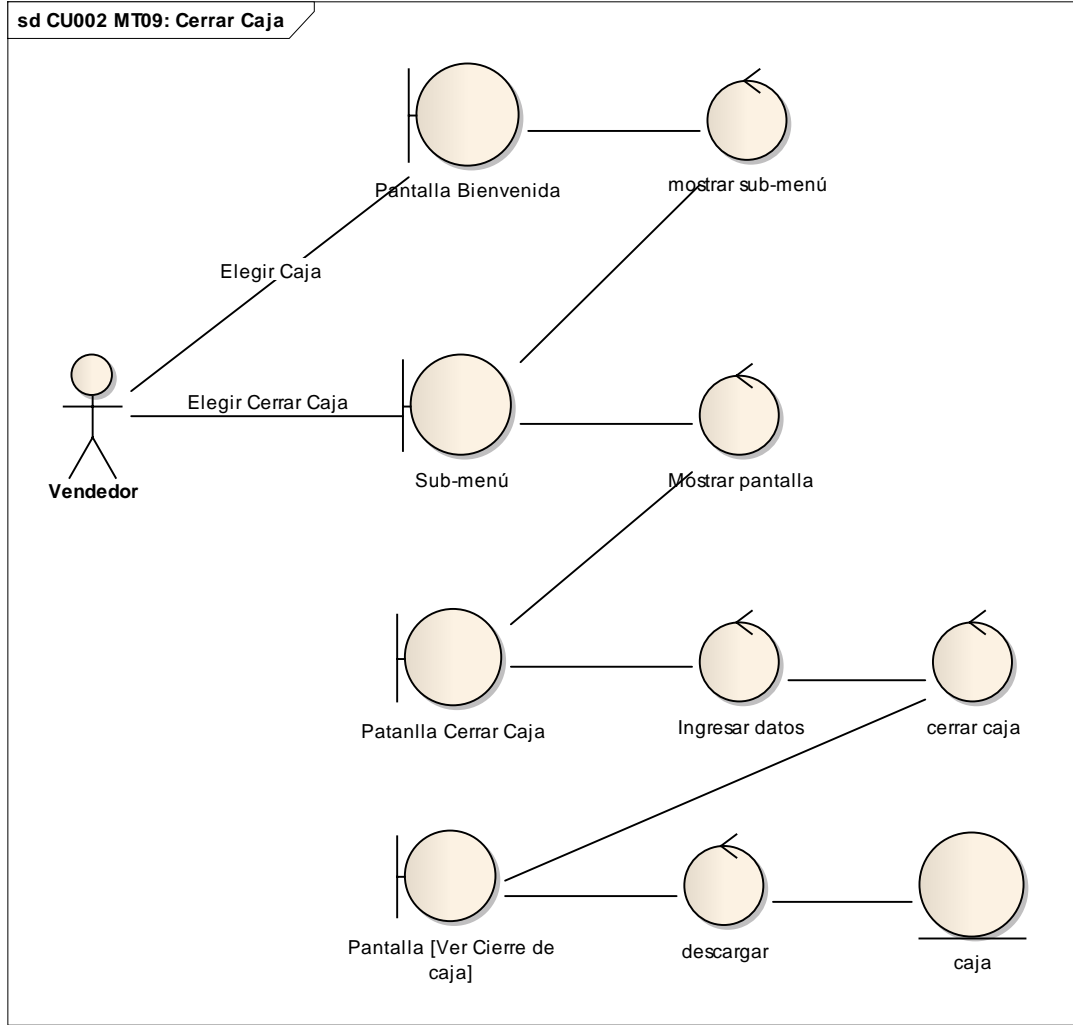 sd CU002 MT09: Cerrar Caja
Pantalla Bienvenida
mostrar sub-menú
Elegir Caja
Elegir Cerrar Caja
Vendedor
Sub-menú
Mostrar pantalla
Patanlla Cerrar Caja
Ingresar datos
cerrar caja
Pantalla [Ver Cierre de
caja]
descargar
caja